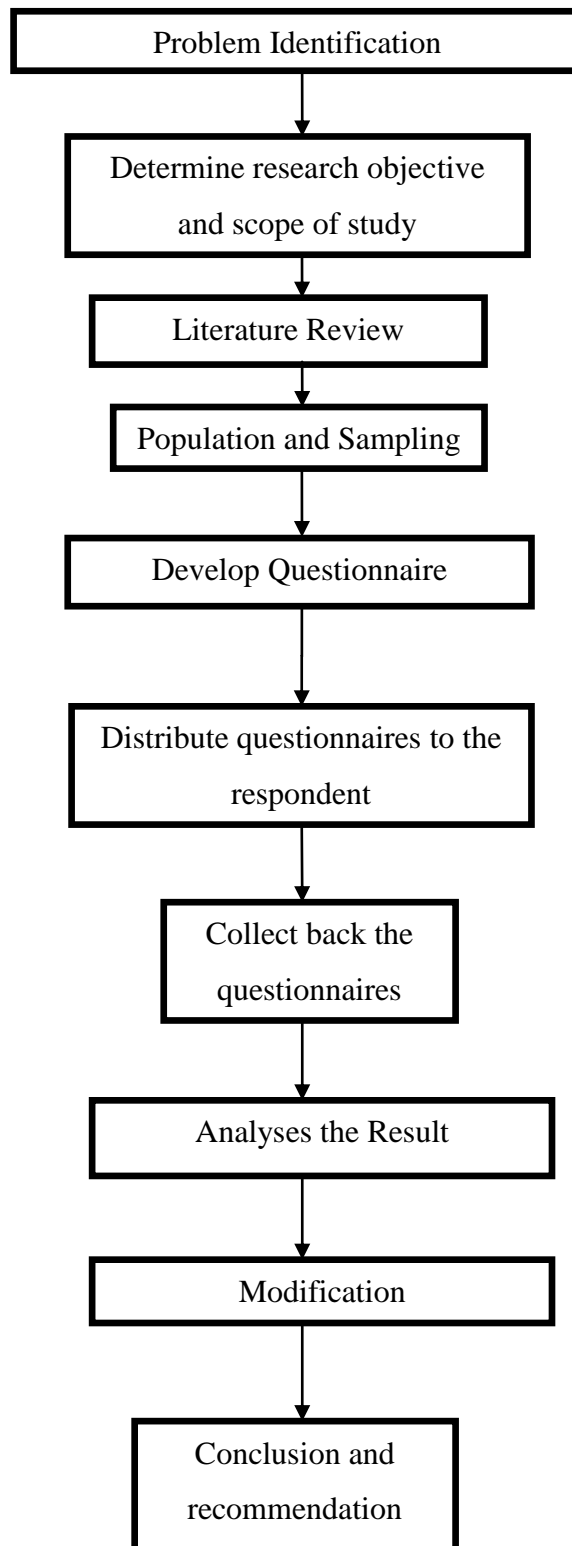 Problem Identification
Determine research objective
and scope of study
Literature Review
Population and Sampling
Develop Questionnaire
Distribute questionnaires to the
respondent
Collect back the
questionnaires
Analyses the Result
Modification
Conclusion and
recommendation